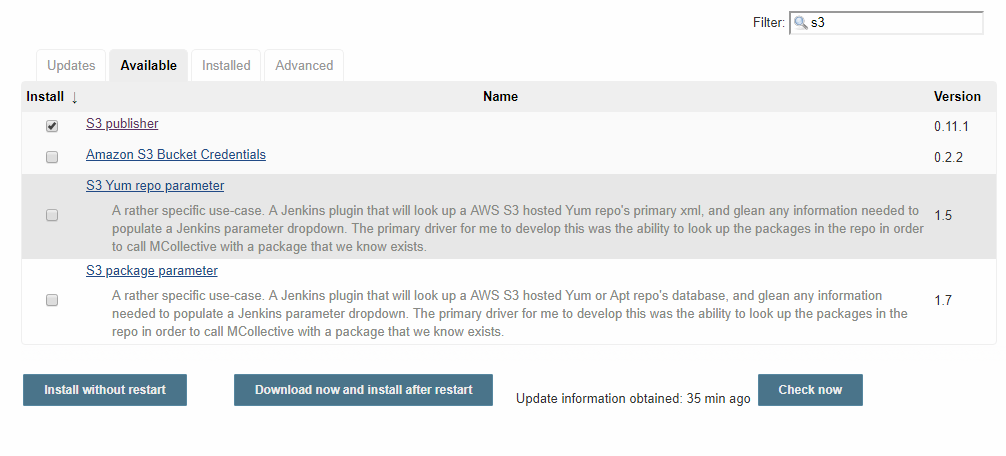 Filter: s3
Updates Available Installed Advanced
Install ↓ Name Version
S3 publisher 0.11.1
Amazon S3 Bucket Credentials 0.2.2
S3 Yum repo parameter
A rather specific use-case. A Jenkins plugin that will look up a AWS S3 hosted Yum repo's primary xml, and glean any information needed to
populate a Jenkins parameter dropdown. The primary driver for me to develop this was the ability to look up the packages in the repo in order
to call MCollective with a package that we know exists.
1.5
S3 package parameter
A rather specific use-case. A Jenkins plugin that will look up a AWS S3 hosted Yum or Apt repo's database, and glean any information
needed to populate a Jenkins parameter dropdown. The primary driver for me to develop this was the ability to look up the packages in the
repo in order to call MCollective with a package that we know exists.
1.7
Install without restart Download now and install after restart Update information obtained: 35 min ago Check now